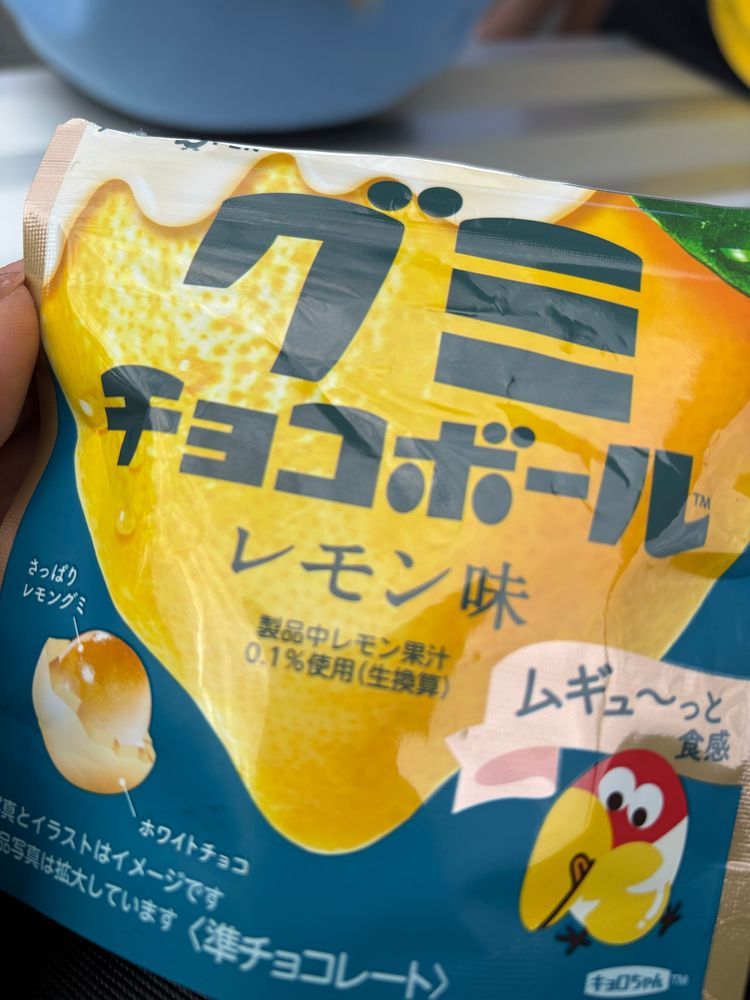 グミ
チョコボール™
レモン味
製品中レモン果汁
0.1%使用(生換算)
さっぱり
レモングミ
ホワイトチョコ
ムギュ〜っと
食感
真とイラストはイメージです
品写真は拡大しています
〈準チョコレート〉
キョロちゃん™